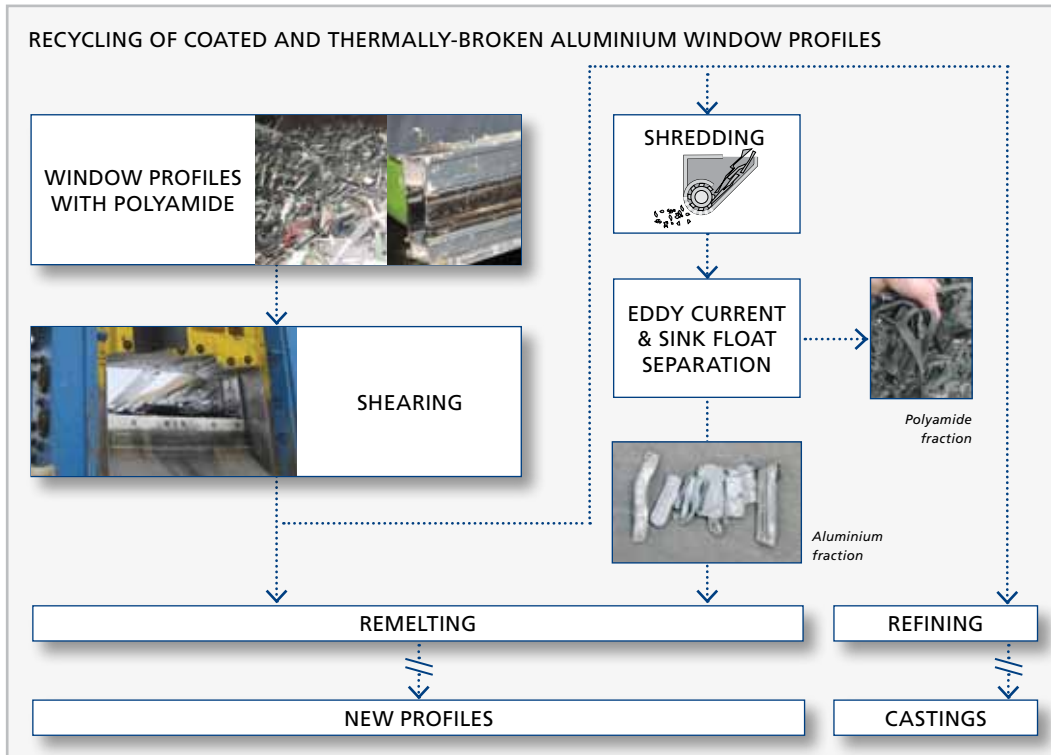 RECYCLING OF COATED AND THERMALLY-BROKEN ALUMINIUM WINDOW PROFILES
WINDOW PROFILES
WITH POLYAMIDE
SHEARING
SHREDDING
EDDY CURRENT
& SINK FLOAT
SEPARATION
Polyamide
fraction
Aluminium
fraction
REMELTING
REFINING
NEW PROFILES
CASTINGS